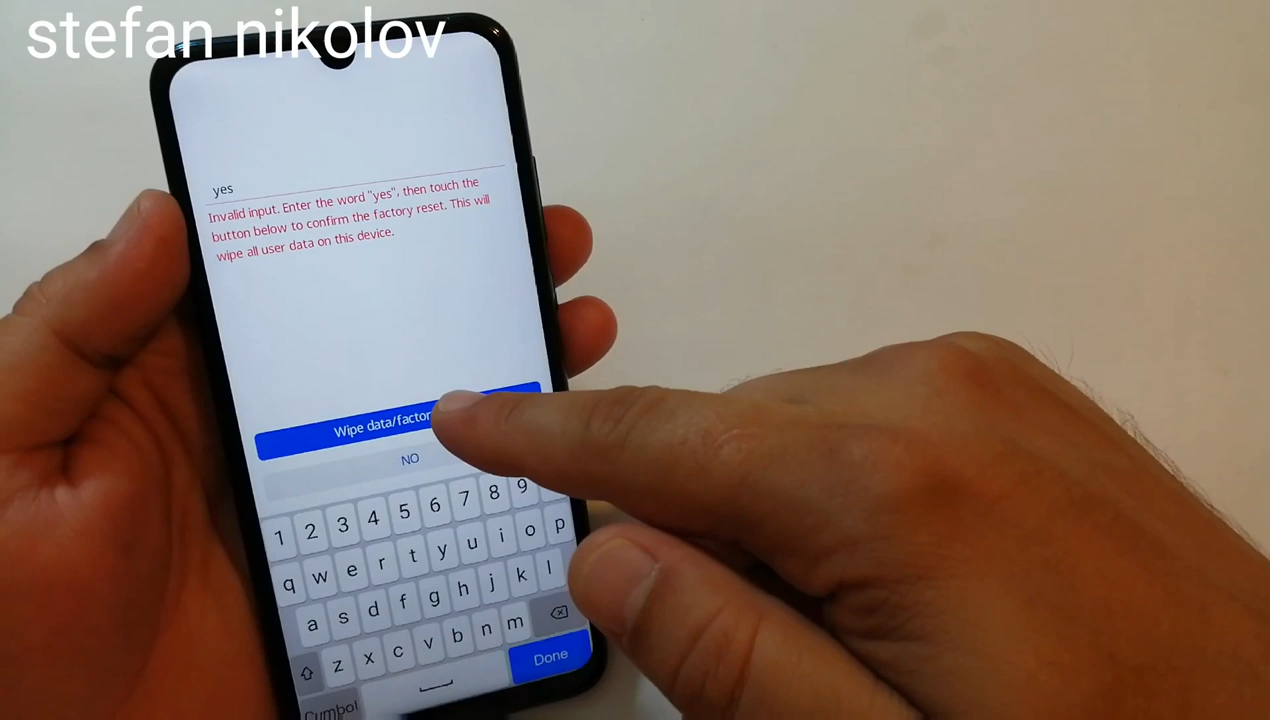 stefan nikolov
yes
Invalid input. Enter the word "yes", then touch the
button below to confirm the factory reset. This will
wipe all user data on this device.
Wipe data/factor
NO
1 2 3 4 5 6 7 8 9
q w e r t y u i o p
a s d f g h j k l
z x c v b n m
Done